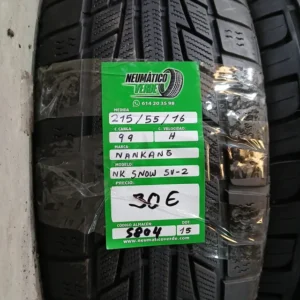 NEUMÁTICO
VERDE
614 20 35 98
MEDIDA
215/55/16
I. CARGA C. VELOCIDAD
99 H
MARCA
NANKANG
MODELO
NK SNOW SV-2
PRECIO
30€
CÓDIGO ALMACÉN DOT
5804 15
www.neumaticoverde.com